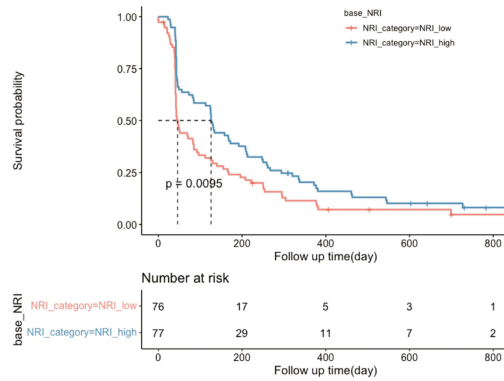 base_NRI
NRI_category=NRI_low
NRI_category=NRI_high
Survival probability
1.00
0.75
0.50
0.25
0.00
p = 0.0095
0 200 400 600 800
Follow up time(day)
Number at risk
base_NRI
NRI_category=NRI_low 76 17 5 3 1
NRI_category=NRI_high 77 29 11 7 2
0 200 400 600 800
Follow up time(day)